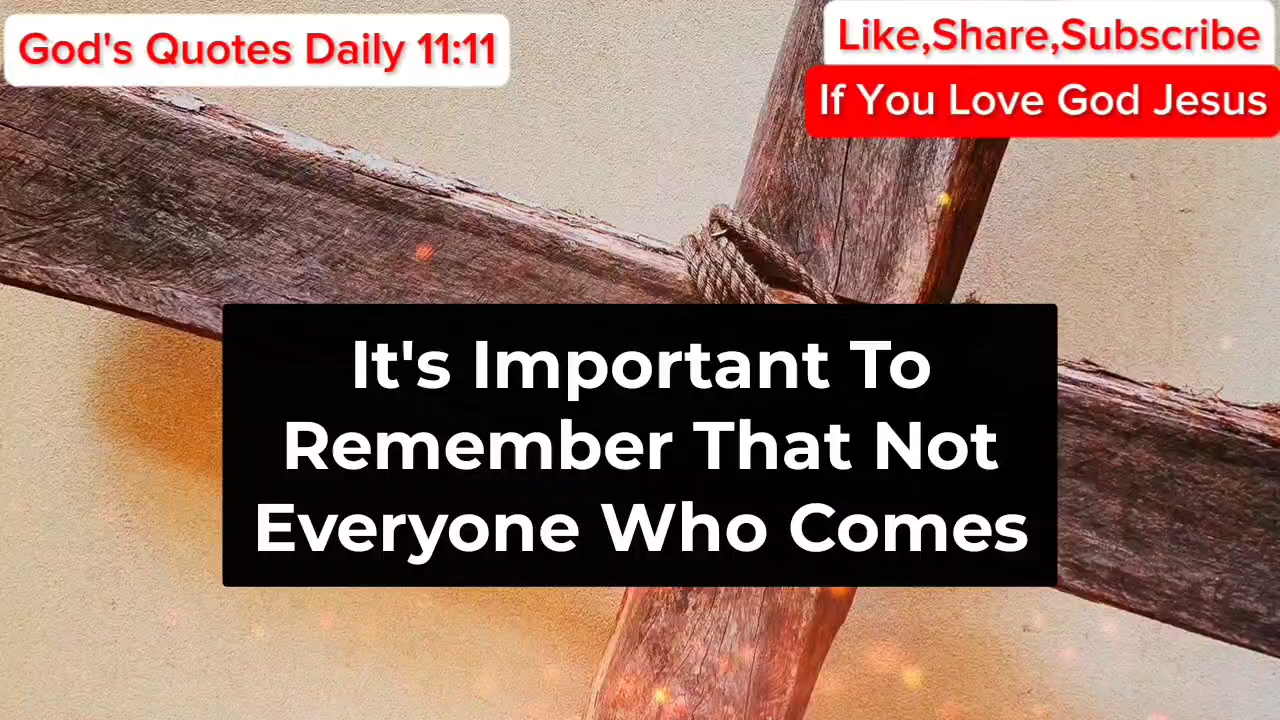 God's Quotes Daily 11:11
Like,Share,Subscribe
If You Love God Jesus
It's Important To
Remember That Not
Everyone Who Comes